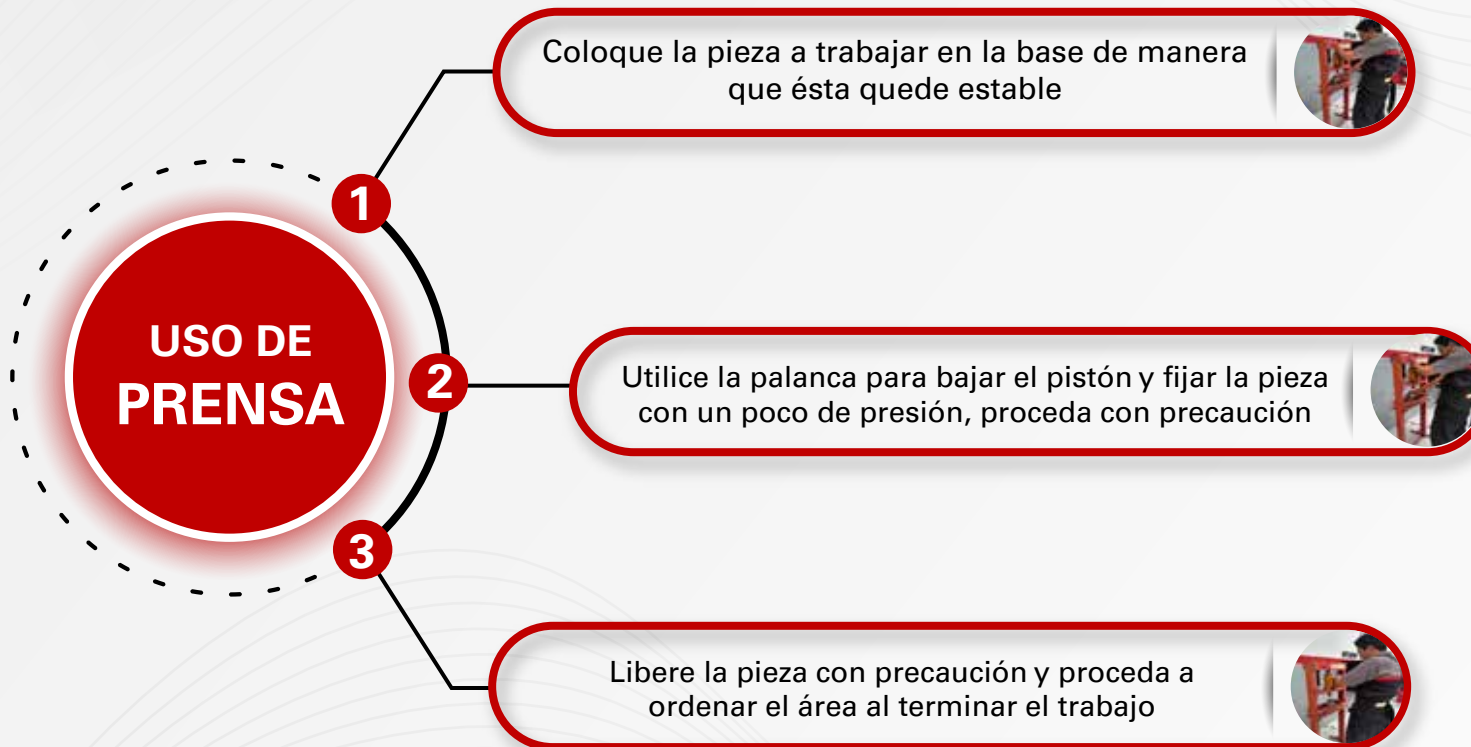 USO DE
PRENSA
1
Coloque la pieza a trabajar en la base de manera
que ésta quede estable
2
Utilice la palanca para bajar el pistón y fijar la pieza
con un poco de presión, proceda con precaución
3
Libere la pieza con precaución y proceda a
ordenar el área al terminar el trabajo